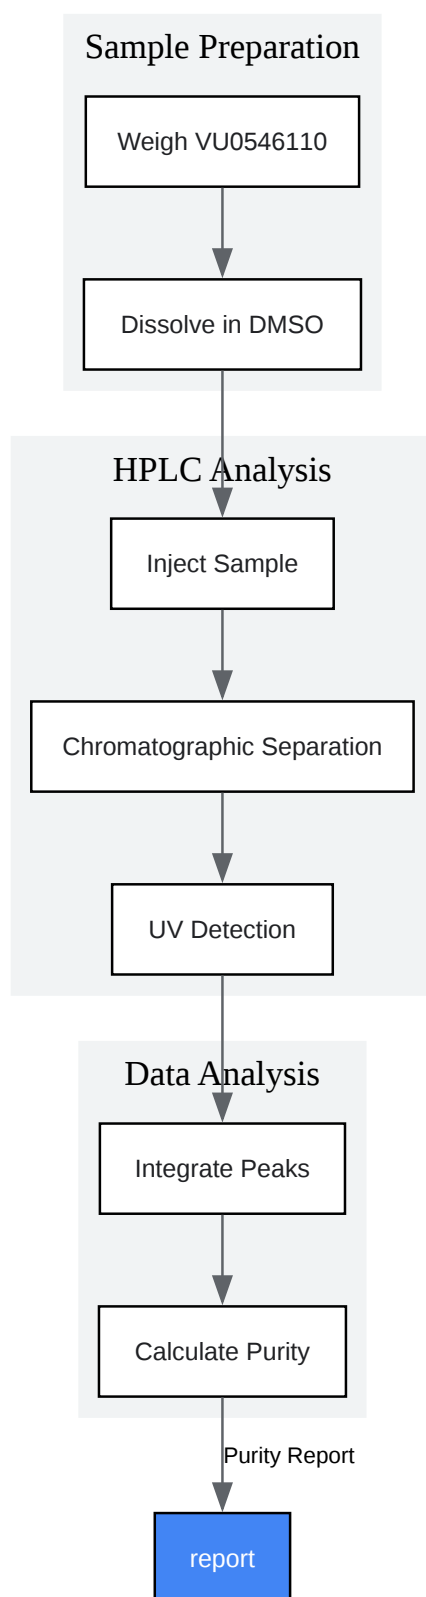 Sample Preparation
Weigh VU0546110
Dissolve in DMSO
HPLC Analysis
Inject Sample
Chromatographic Separation
UV Detection
Data Analysis
Integrate Peaks
Calculate Purity
Purity Report
report